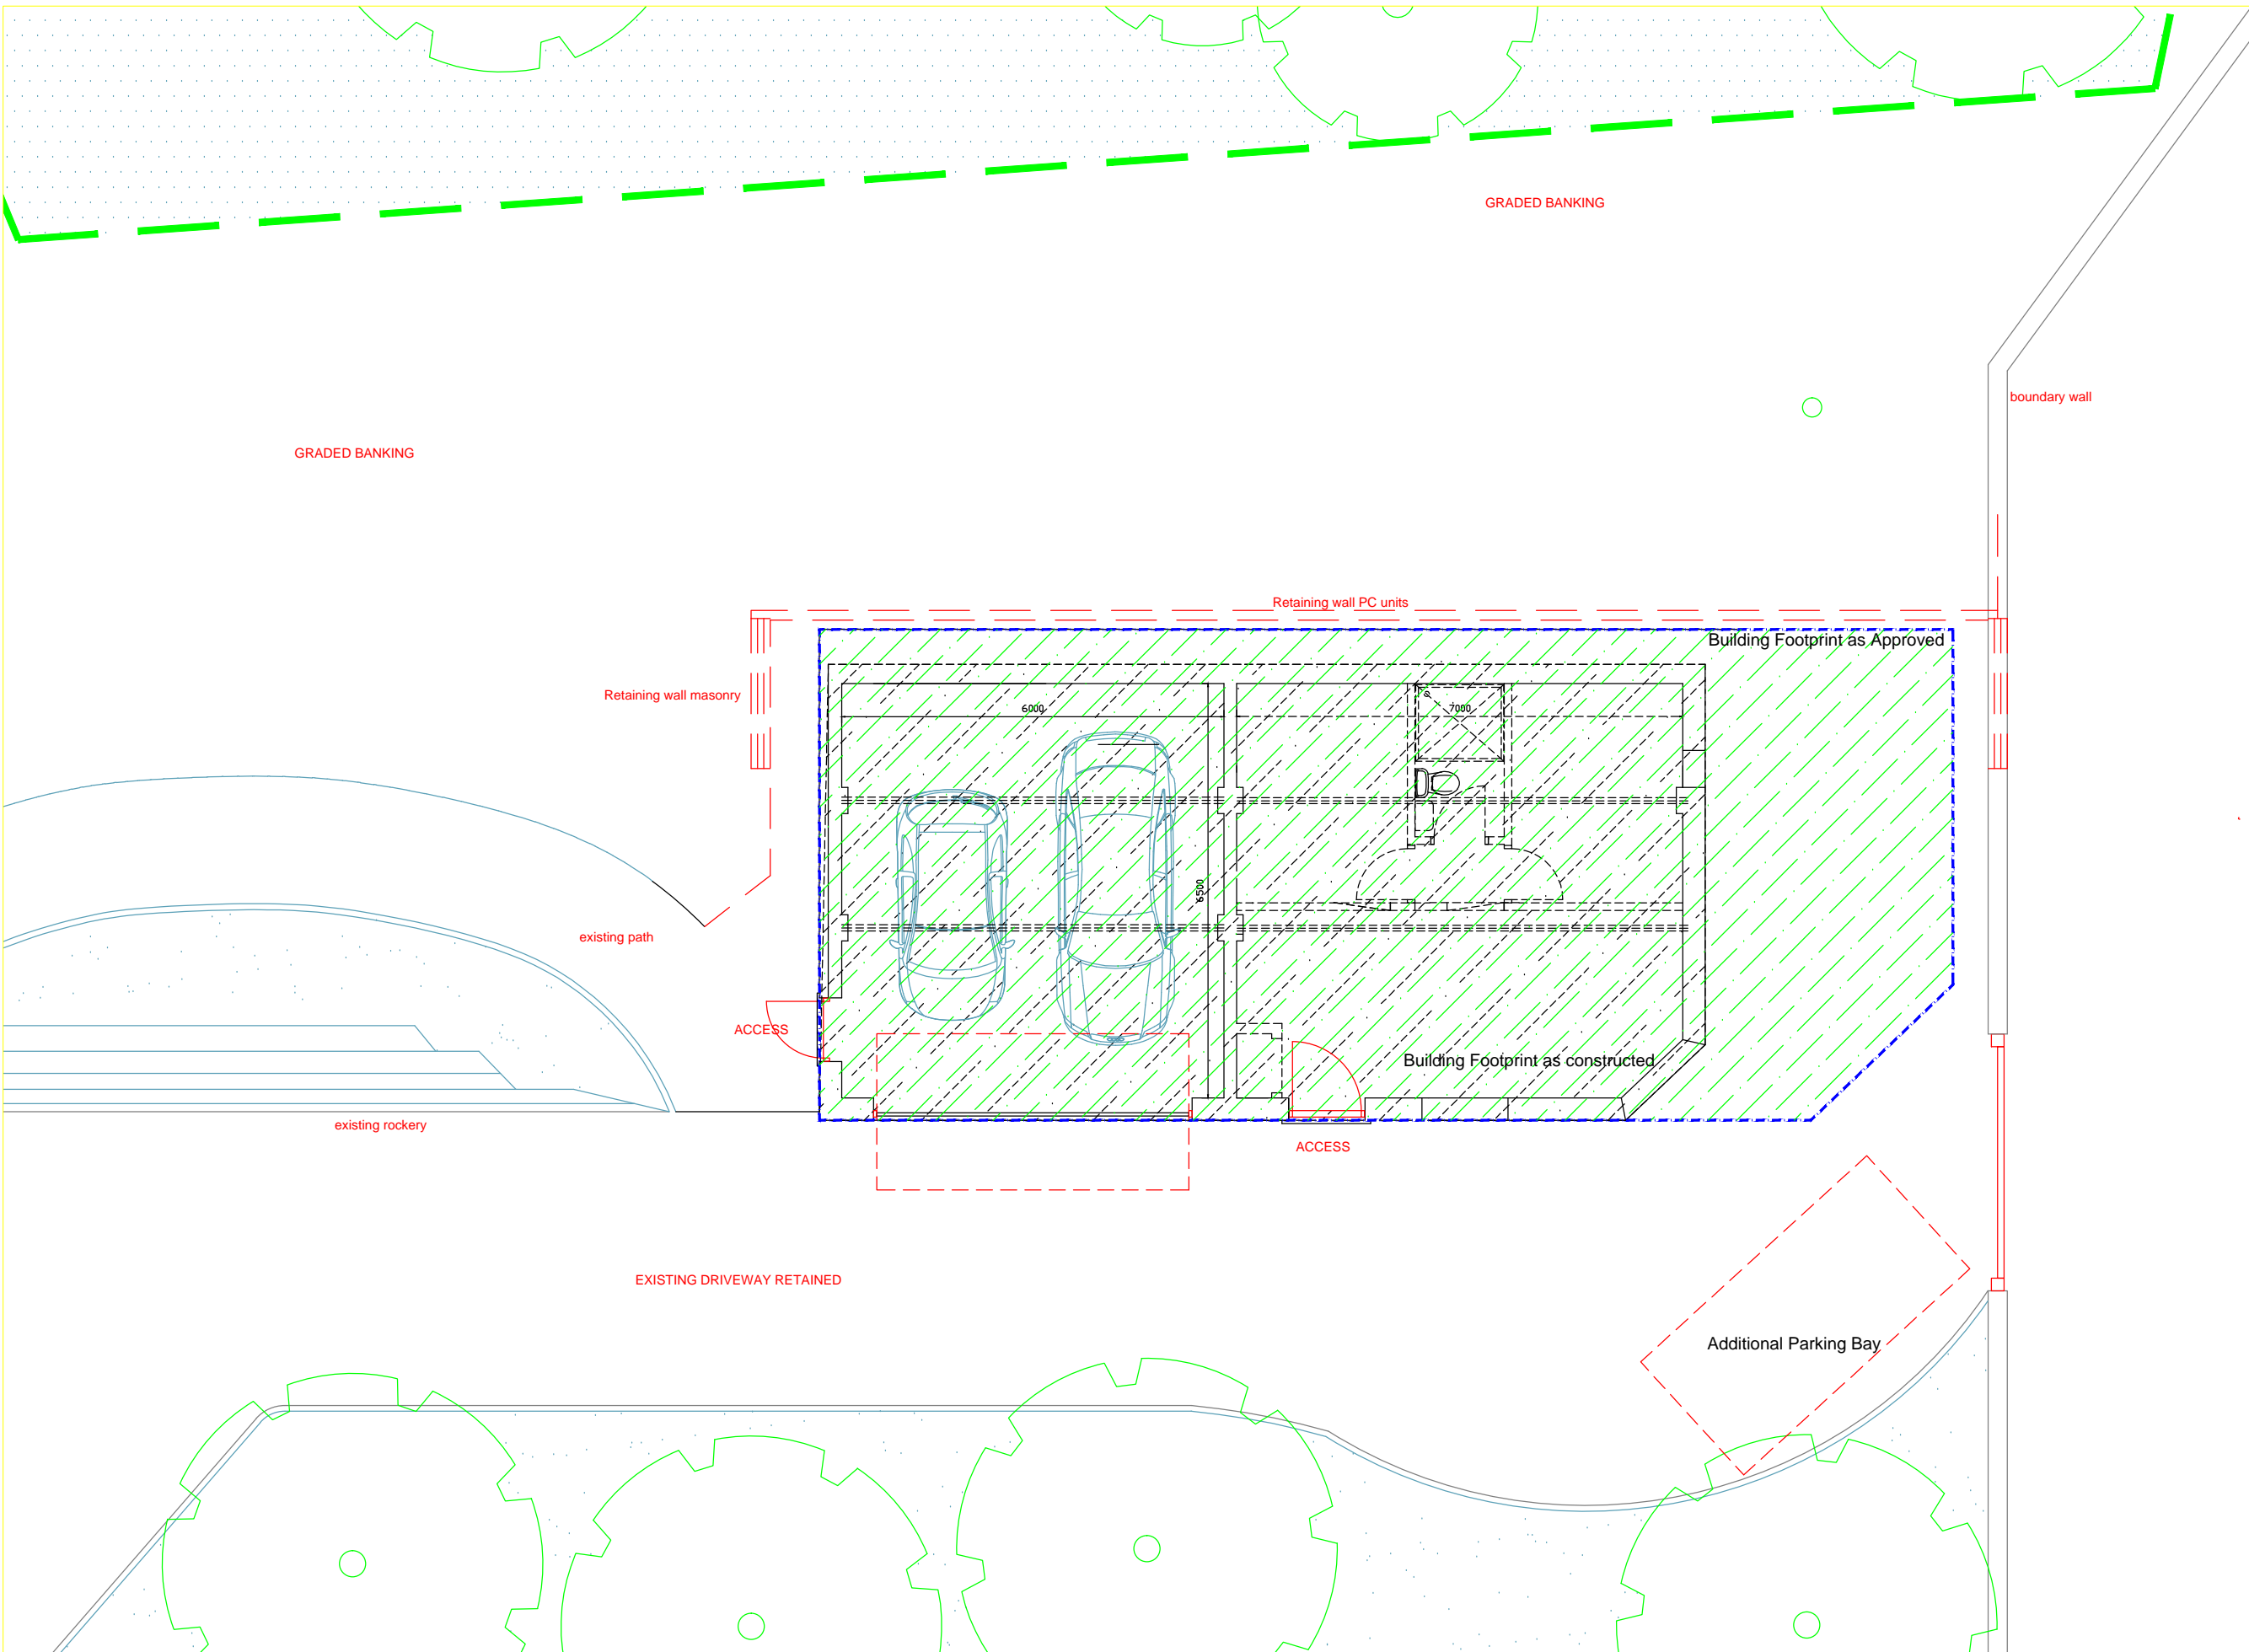 GRADED BANKING
boundary wall
GRADED BANKING
Retaining wall PC units
Building Footprint as Approved
Retaining wall masonry
6000
7000
6500
existing path
ACCESS
Building Footprint as constructed
existing rockery
ACCESS
EXISTING DRIVEWAY RETAINED
Additional Parking Bay